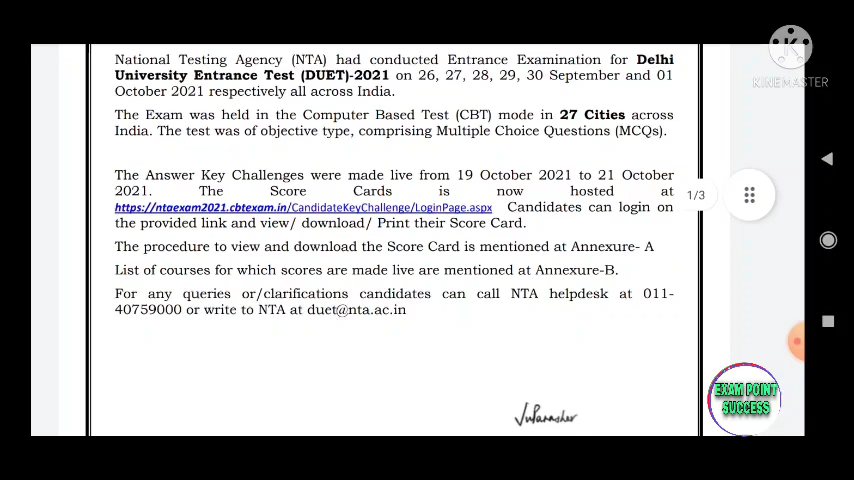 National Testing Agency (NTA) had conducted Entrance Examination for Delhi
University Entrance Test (DUET)-2021 on 26, 27, 28, 29, 30 September and 01
October 2021 respectively all across India.
The Exam was held in the Computer Based Test (CBT) mode in 27 Cities across
India. The test was of objective type, comprising Multiple Choice Questions (MCQs).
The Answer Key Challenges were made live from 19 October 2021 to 21 October
2021. The Score Cards is now hosted at
https://ntaexam2021.cbtexam.in/CandidateKeyChallenge/LoginPage.aspx Candidates can login on
the provided link and view/ download/ Print their Score Card.
The procedure to view and download the Score Card is mentioned at Annexure- A
List of courses for which scores are made live are mentioned at Annexure-B.
For any queries or/clarifications candidates can call NTA helpdesk at 011-
40759000 or write to NTA at duet@nta.ac.in
K
KINEMASTER
1/3
EXAM POINT
SUCCESS